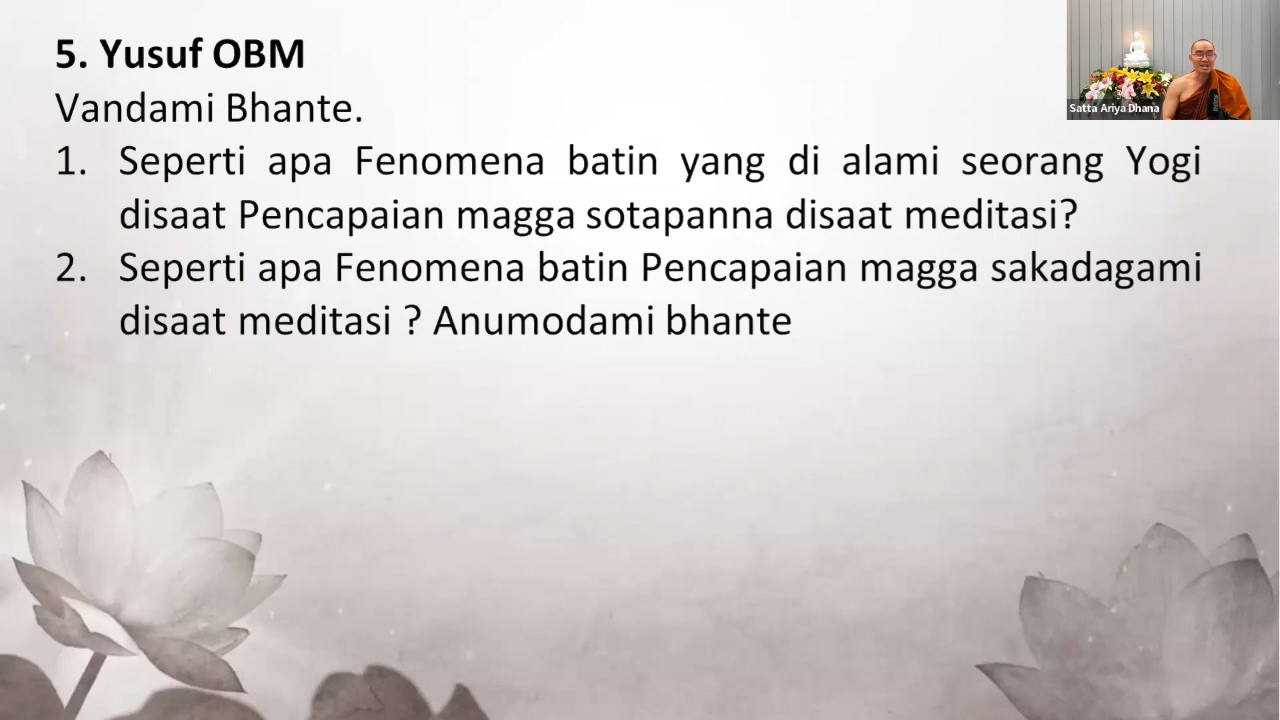 5. Yusuf OBM
Vandami Bhante.
1. Seperti apa Fenomena batin yang di alami seorang Yogi
disaat Pencapaian magga sotapanna disaat meditasi?
2. Seperti apa Fenomena batin Pencapaian magga sakadagami
disaat meditasi ? Anumodami bhante
Satta Ariya Dhana